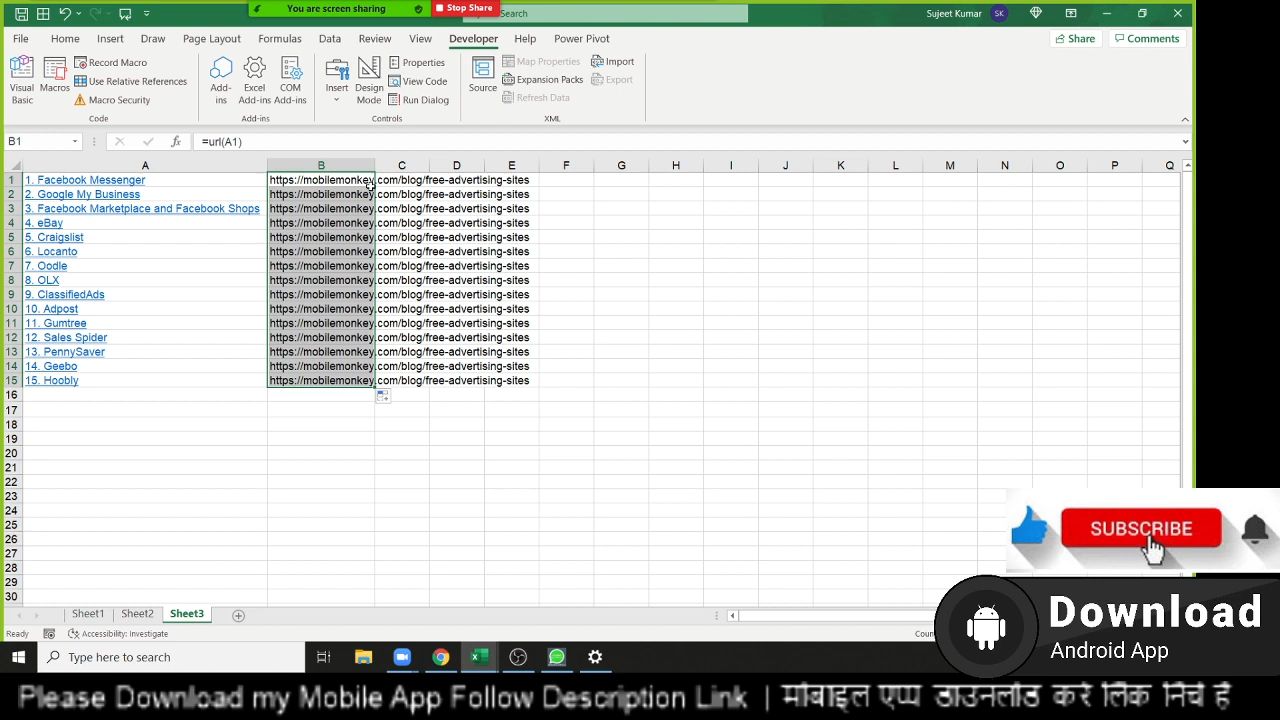 You are screen sharing
Stop Share
Search
Sujeet Kumar
SK
File Home Insert Draw Page Layout Formulas Data Review View Developer Help Power Pivot
Share
Comments
Visual Basic
Macros
Record Macro
Use Relative References
Macro Security
Code
Add-ins
Excel Add-ins
COM Add-ins
Add-ins
Insert
Design Mode
Properties
View Code
Run Dialog
Controls
Source
Map Properties
Expansion Packs
Refresh Data
Import
Export
XML
B1
fx
=url(A1)
A B C D E F G H I J K L M N O P Q
1 1. Facebook Messenger https://mobilemonkey.com/blog/free-advertising-sites
2 2. Google My Business https://mobilemonkey.com/blog/free-advertising-sites
3 3. Facebook Marketplace and Facebook Shops https://mobilemonkey.com/blog/free-advertising-sites
4 4. eBay https://mobilemonkey.com/blog/free-advertising-sites
5 5. Craigslist https://mobilemonkey.com/blog/free-advertising-sites
6 6. Locanto https://mobilemonkey.com/blog/free-advertising-sites
7 7. Oodle https://mobilemonkey.com/blog/free-advertising-sites
8 8. OLX https://mobilemonkey.com/blog/free-advertising-sites
9 9. ClassifiedAds https://mobilemonkey.com/blog/free-advertising-sites
10 10. Adpost https://mobilemonkey.com/blog/free-advertising-sites
11 11. Gumtree https://mobilemonkey.com/blog/free-advertising-sites
12 12. Sales Spider https://mobilemonkey.com/blog/free-advertising-sites
13 13. PennySaver https://mobilemonkey.com/blog/free-advertising-sites
14 14. Geebo https://mobilemonkey.com/blog/free-advertising-sites
15 15. Hoobly https://mobilemonkey.com/blog/free-advertising-sites
16
17
18
19
20
21
22
23
24
25
26
27
28
29
30
SUBSCRIBE
Sheet1 Sheet2 Sheet3
Ready
Accessibility: Investigate
Download
Android App
Type here to search
Please Download my Mobile App Follow Description Link | मोबाइल एप्प डाउनलोड करे लिंक निचे है